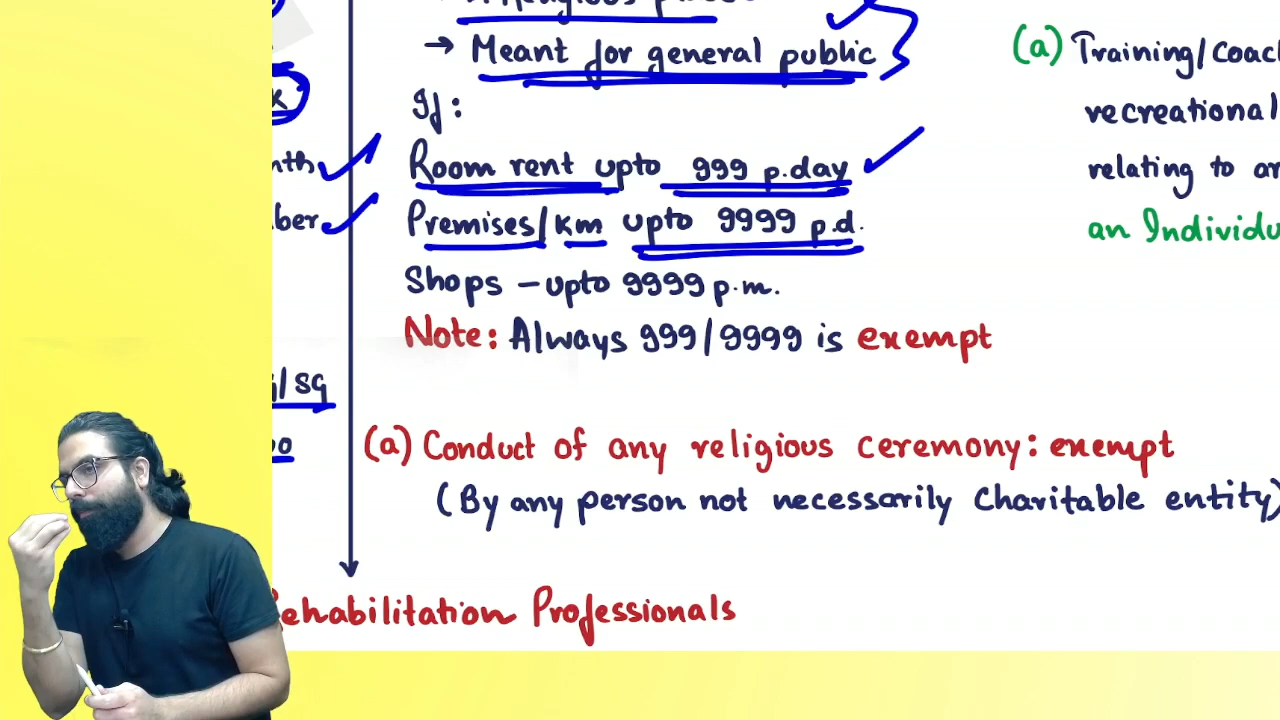 → Meant for general public
If:
Room rent upto 999 p.day
Premises/km upto 9999 p.d.
Shops – upto 9999 p.m.
Note: Always 999/9999 is exempt
(a) Conduct of any religious ceremony: exempt
(By any person not necessarily charitable entity)
Rehabilitation Professionals
(a) Training/coach
recreational
relating to ar
an Individu